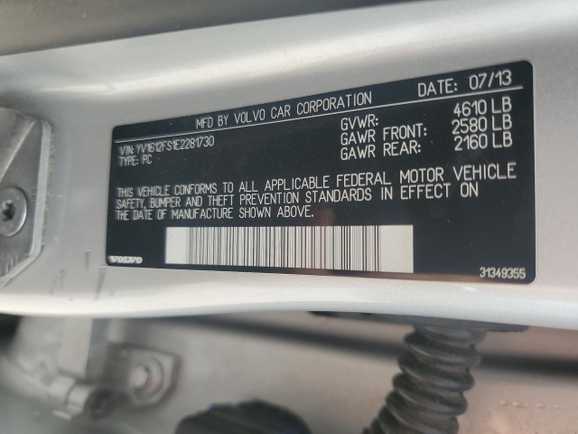 DATE: 07/13
MFD BY VOLVO CAR CORPORATION
GVWR: 4610 LB
VIN: YV1612FS1E2281730 GAWR FRONT: 2580 LB
TYPE: PC GAWR REAR: 2160 LB
THIS VEHICLE CONFORMS TO ALL APPLICABLE FEDERAL MOTOR VEHICLE
SAFETY, BUMPER AND THEFT PREVENTION STANDARDS IN EFFECT ON
THE DATE OF MANUFACTURE SHOWN ABOVE.
VOLVO 31349355